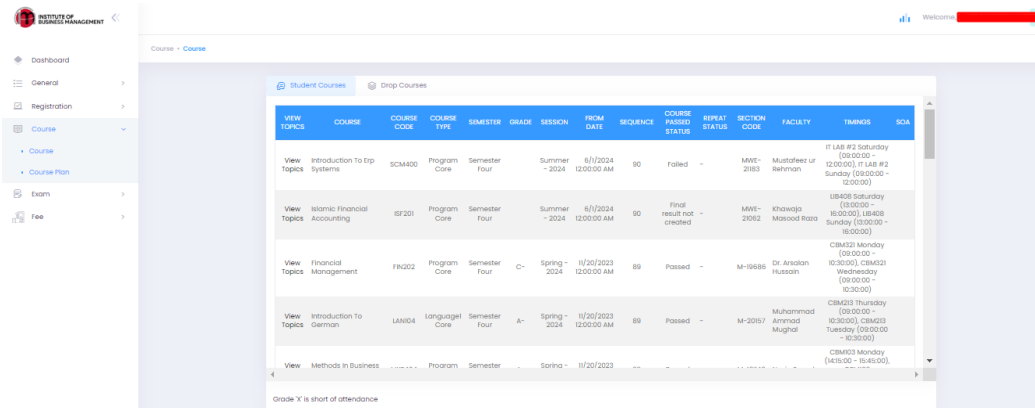 INSTITUTE OF
BUSINESS MANAGEMENT
Welcome,
Course • Course
Dashboard
General
Registration
Course
Course
Course Plan
Exam
Fee
Student Courses Drop Courses
VIEW TOPICS COURSE COURSE CODE COURSE TYPE SEMESTER GRADE SESSION FROM DATE SEQUENCE COURSE PASSED STATUS REPEAT STATUS SECTION CODE FACULTY TIMINGS SOA
View Topics Introduction To Erp Systems SCM400 Program Core Semester Four Summer - 2024 6/1/2024 12:00:00 AM 90 Failed - MWE-21183 Mustafeez ur Rehman IT LAB #2 Saturday (09:00:00 - 12:00:00), IT LAB #2 Sunday (09:00:00 - 12:00:00)
View Topics Islamic Financial Accounting ISF201 Program Core Semester Four Summer - 2024 6/1/2024 12:00:00 AM 90 Final result not created - MWE-21062 Khawaja Masood Raza LIB408 Saturday (13:00:00 - 16:00:00), LIB408 Sunday (13:00:00 - 16:00:00)
View Topics Financial Management FIN202 Program Core Semester Four C- Spring - 2024 11/20/2023 12:00:00 AM 89 Passed - M-19686 Dr. Arsalan Hussain CBM321 Monday (09:00:00 - 10:30:00), CBM321 Wednesday (09:00:00 - 10:30:00)
View Topics Introduction To German LAN104 Language1 Core Semester Four A- Spring - 2024 11/20/2023 12:00:00 AM 89 Passed - M-20157 Muhammad Ammad Mughal CBM213 Thursday (09:00:00 - 10:30:00), CBM213 Tuesday (09:00:00 - 10:30:00)
View Methods In Business Program Semester Spring - 11/20/2023 CBM103 Monday (14:15:00 - 15:45:00),
Grade 'X' is short of attendance